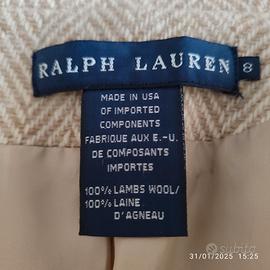 RALPH LAUREN
8
MADE IN USA
OF IMPORTED
COMPONENTS
FABRIQUE AUX E.-U.
DE COMPOSANTS
IMPORTES
100% LAMBS WOOL/
100% LAINE
D'AGNEAU
subito
31/01/2025 15:25